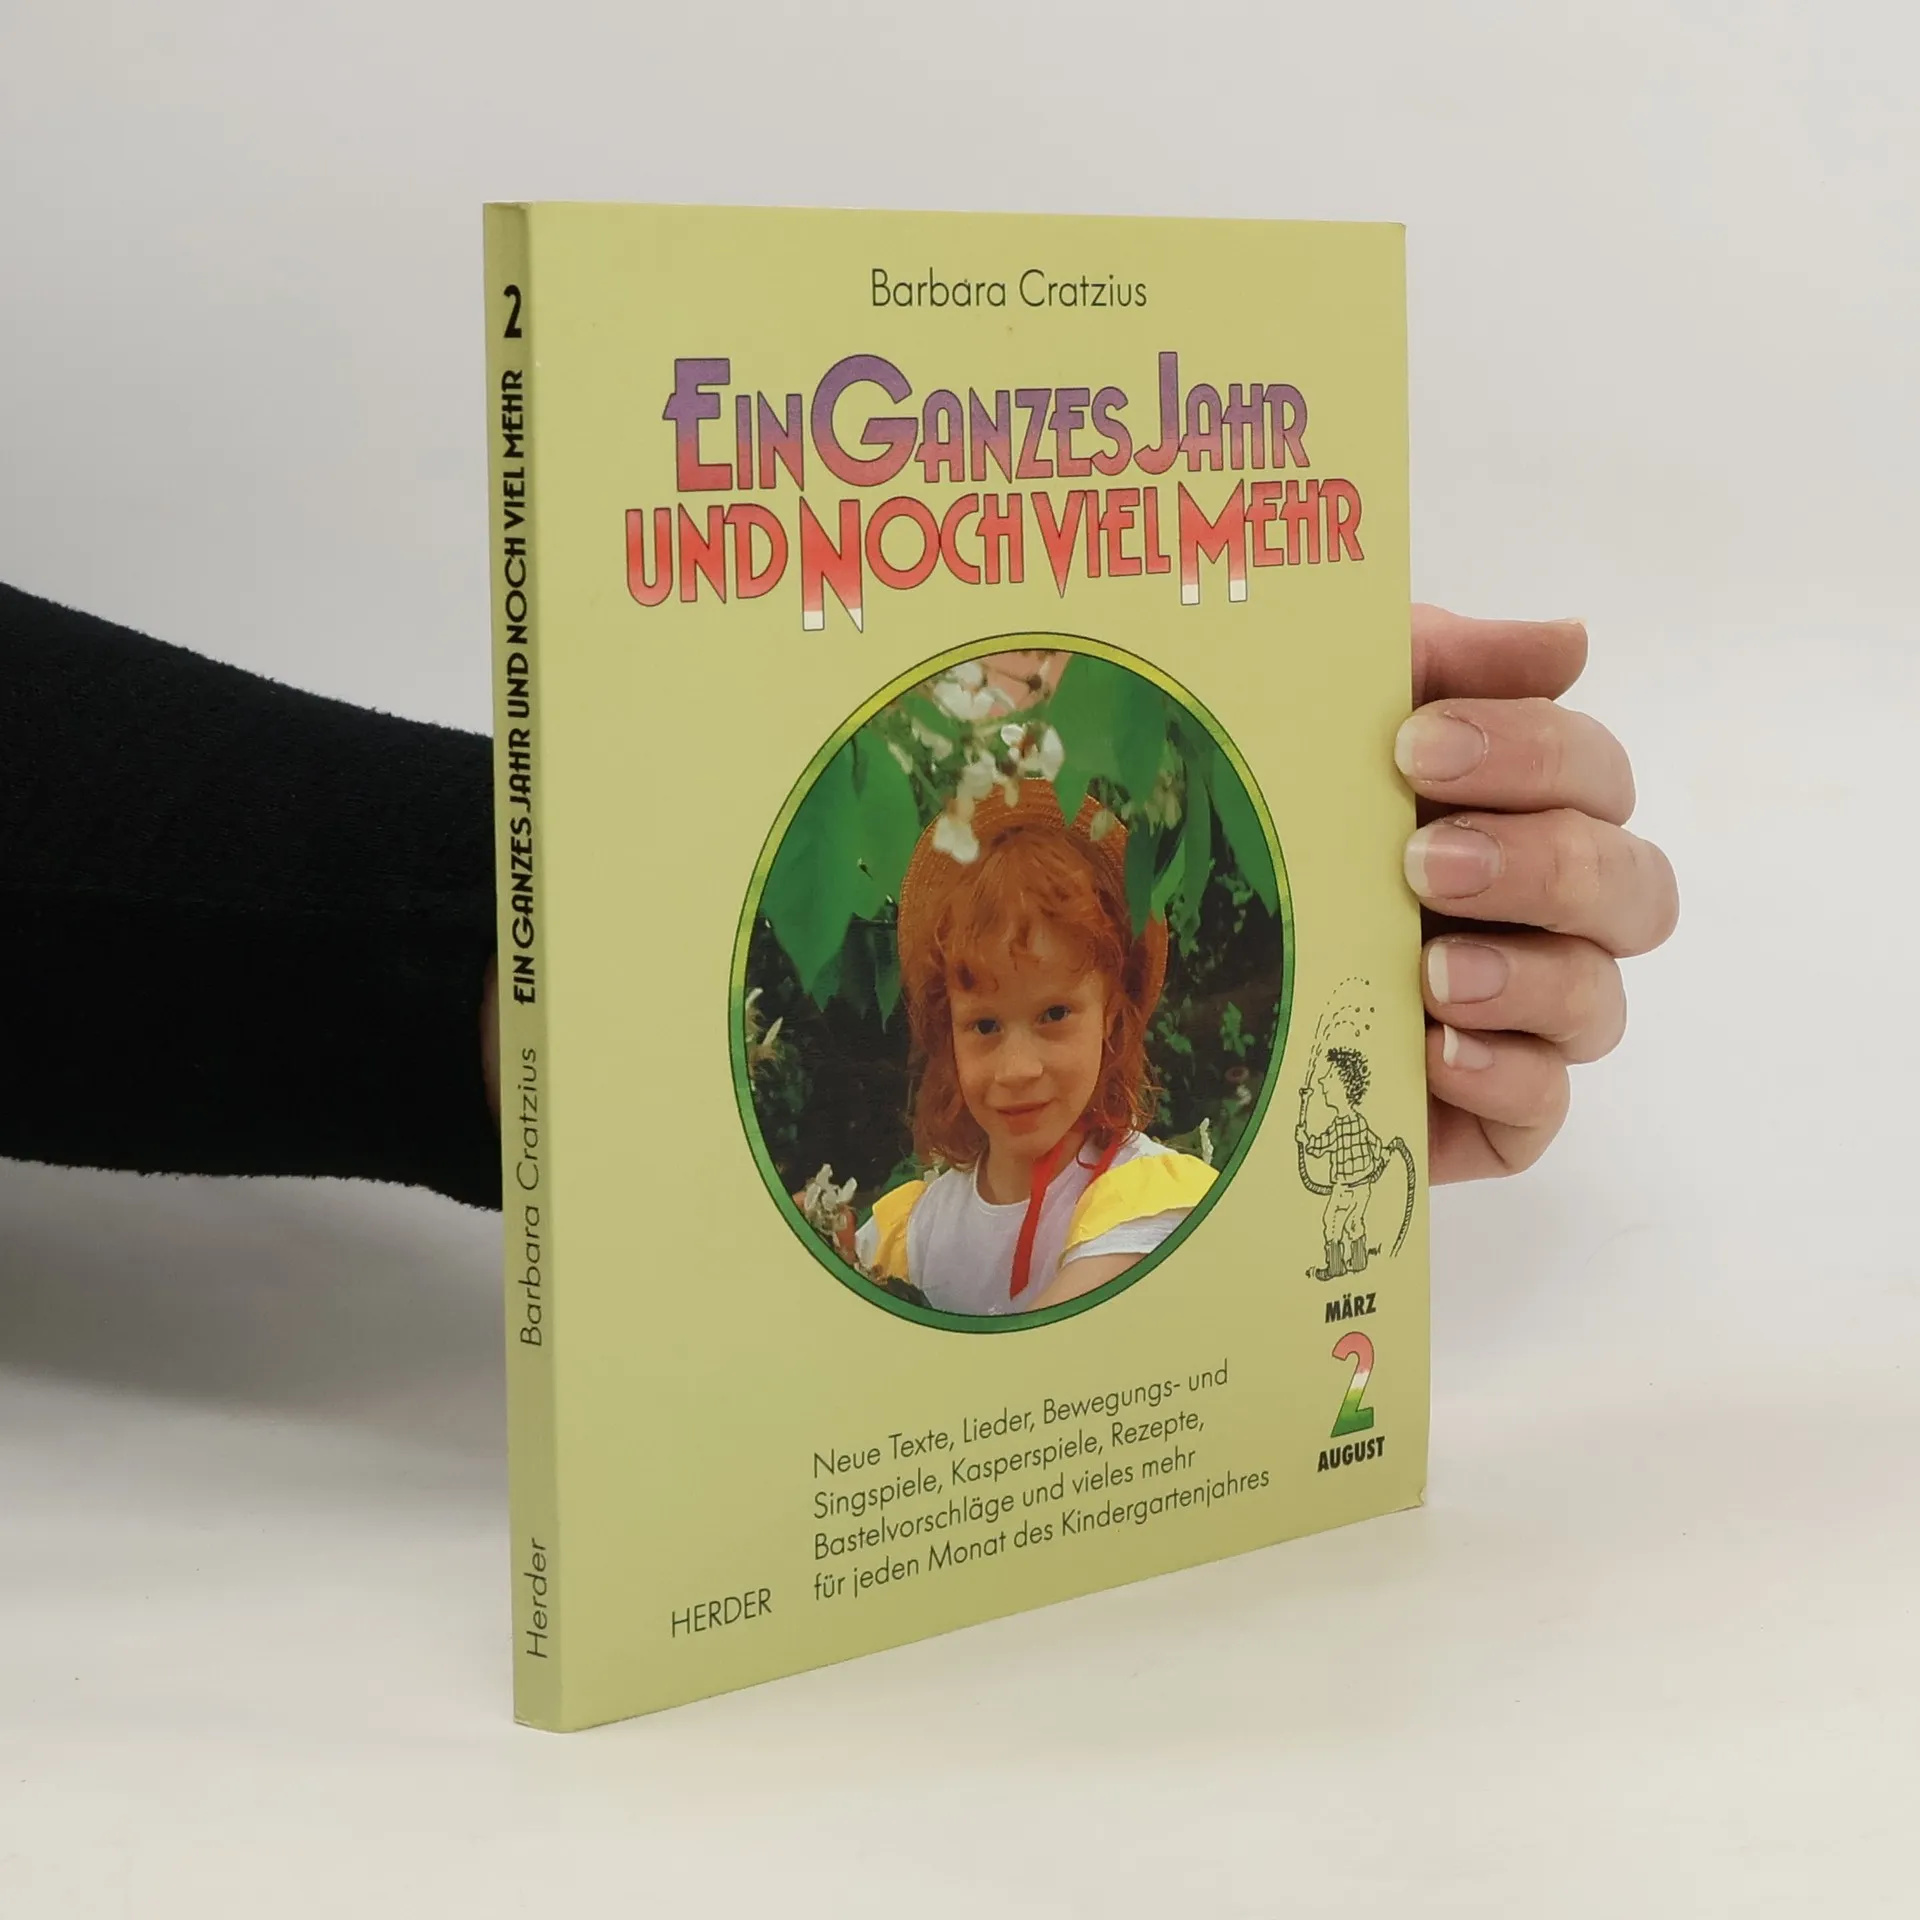 2
EIN GANZES JAHR UND NOCH VIEL MEHR
Barbara Cratzius
Herder
Barbara Cratzius
EIN GANZES JAHR
UND NOCH VIEL MEHR
MÄRZ
2
AUGUST
Neue Texte, Lieder, Bewegungs- und
Singspiele, Kasperspiele, Rezepte,
Bastelvorschläge und vieles mehr
für jeden Monat des Kindergartenjahres
HERDER